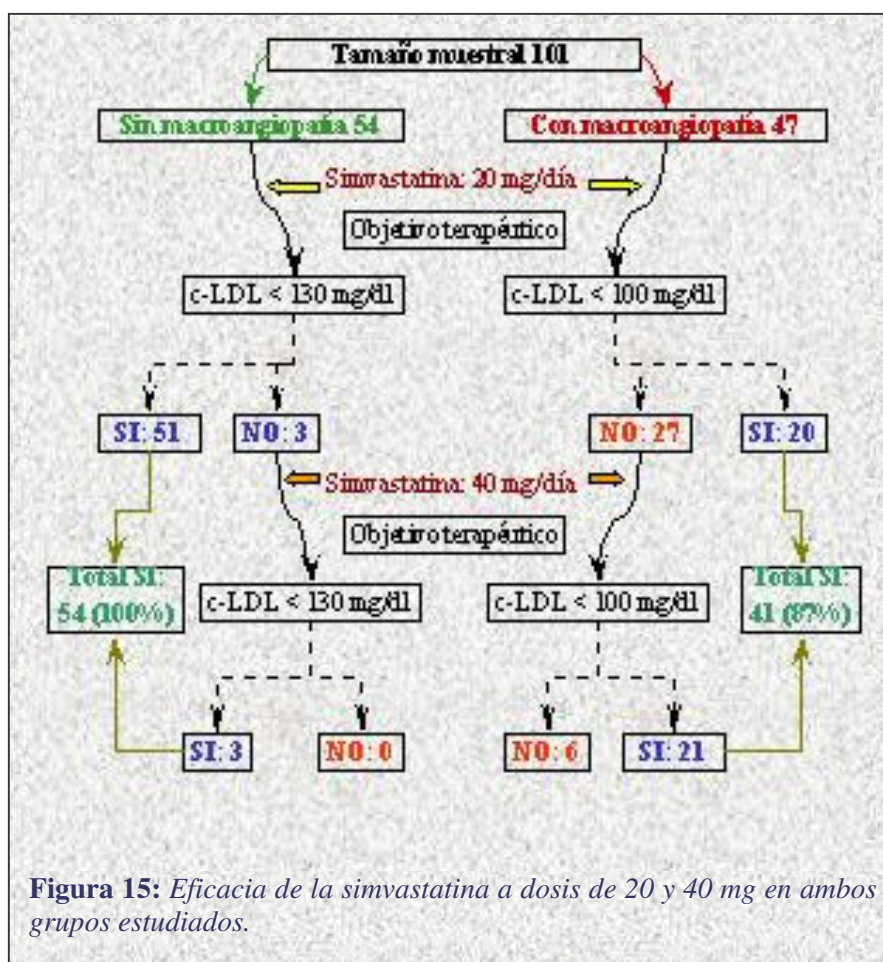 Tamaño muestral 101
Sin macroangiopatía 54
Con macroangiopatía 47
Simvastatina: 20 mg/día
Objetivo terapéutico
c-LDL < 130 mg/dl
c-LDL < 100 mg/dl
SI: 51
NO: 3
NO: 27
SI: 20
Simvastatina: 40 mg/día
Objetivo terapéutico
Total SI:
54 (100%)
c-LDL < 130 mg/dl
c-LDL < 100 mg/dl
Total SI:
41 (87%)
SI: 3
NO: 0
NO: 6
SI: 21
Figura 15: Eficacia de la simvastatina a dosis de 20 y 40 mg en ambos
grupos estudiados.